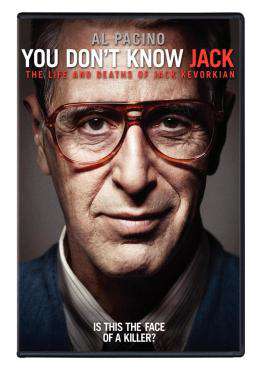 AL PACINO
YOU DON'T KNOW JACK
THE LIFE AND DEATHS OF JACK KEVORKIAN
IS THIS THE FACE
OF A KILLER?